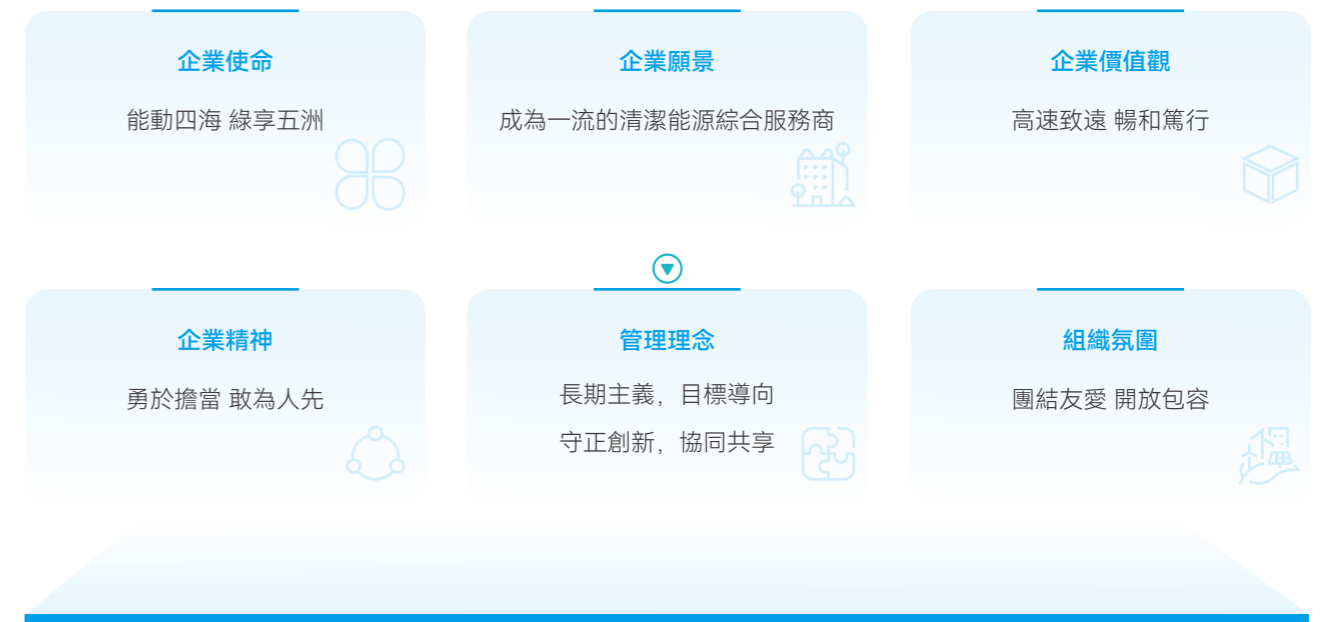 企業使命
能動四海 綠享五洲
企業願景
成為一流的清潔能源綜合服務商
企業價值觀
高速致遠 暢和篤行
企業精神
勇於擔當 敢為人先
管理理念
長期主義，目標導向
守正創新，協同共享
組織氛圍
團結友愛 開放包容